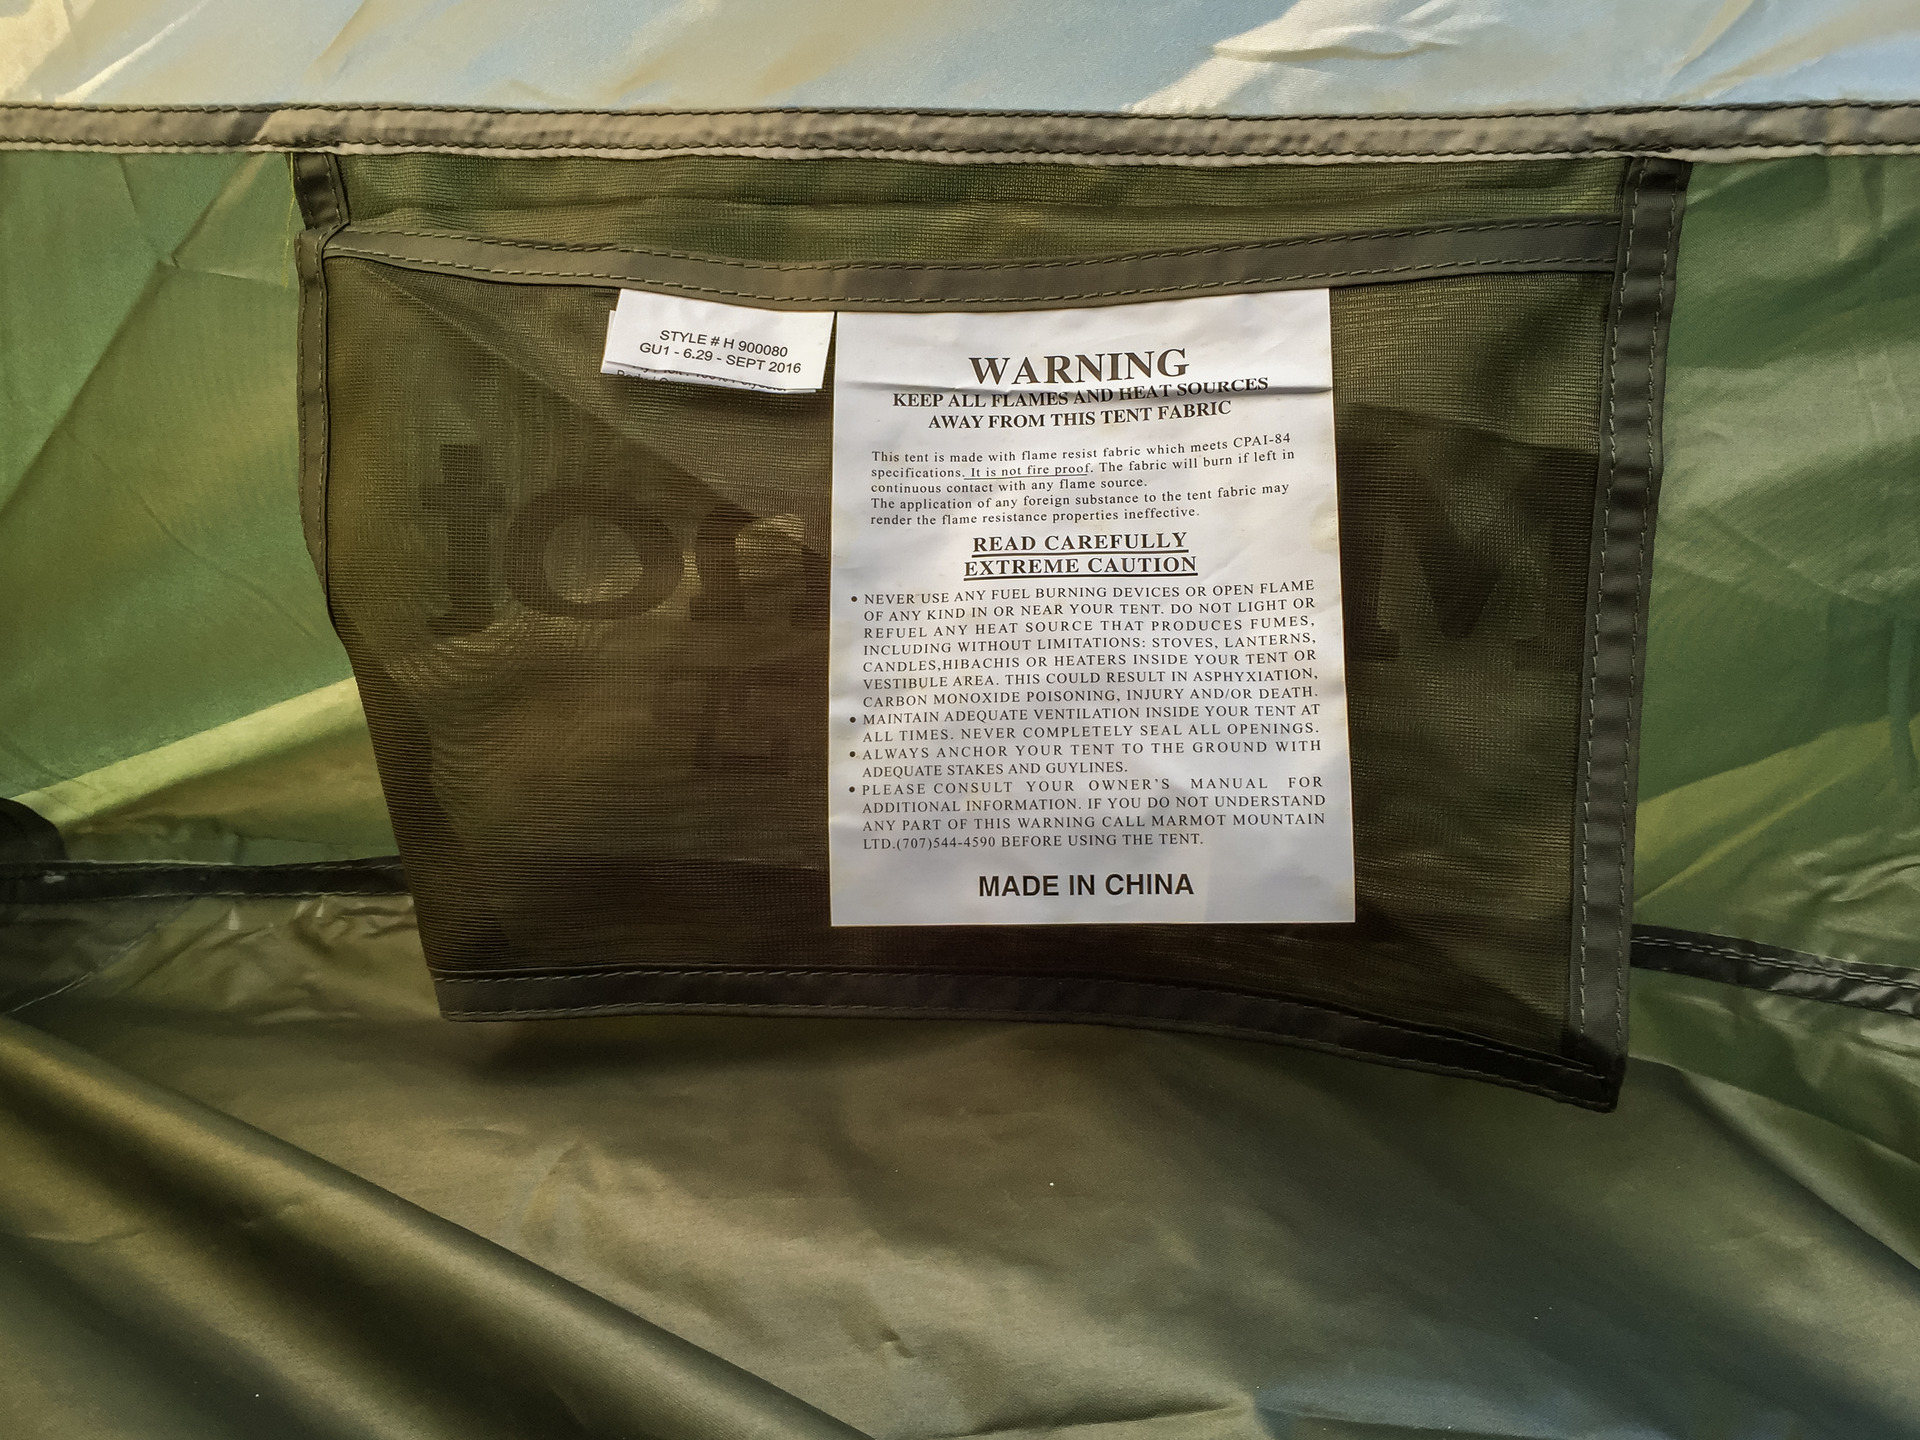 STYLE # H 900080
GU1 - 6.29 - SEPT 2016
WARNING
KEEP ALL FLAMES AND HEAT SOURCES
AWAY FROM THIS TENT FABRIC
This tent is made with flame resist fabric which meets CPAI-84
specifications. It is not fire proof. The fabric will burn if left in
continuous contact with any flame source.
The application of any foreign substance to the tent fabric may
render the flame resistance properties ineffective.
READ CAREFULLY
EXTREME CAUTION
• NEVER USE ANY FUEL BURNING DEVICES OR OPEN FLAME
OF ANY KIND IN OR NEAR YOUR TENT. DO NOT LIGHT OR
REFUEL ANY HEAT SOURCE THAT PRODUCES FUMES,
INCLUDING WITHOUT LIMITATIONS: STOVES, LANTERNS,
CANDLES,HIBACHIS OR HEATERS INSIDE YOUR TENT OR
VESTIBULE AREA. THIS COULD RESULT IN ASPHYXIATION,
CARBON MONOXIDE POISONING, INJURY AND/OR DEATH.
• MAINTAIN ADEQUATE VENTILATION INSIDE YOUR TENT AT
ALL TIMES. NEVER COMPLETELY SEAL ALL OPENINGS.
• ALWAYS ANCHOR YOUR TENT TO THE GROUND WITH
ADEQUATE STAKES AND GUYLINES.
• PLEASE CONSULT YOUR OWNER'S MANUAL FOR
ADDITIONAL INFORMATION. IF YOU DO NOT UNDERSTAND
ANY PART OF THIS WARNING CALL MARMOT MOUNTAIN
LTD.(707)544-4590 BEFORE USING THE TENT.
MADE IN CHINA